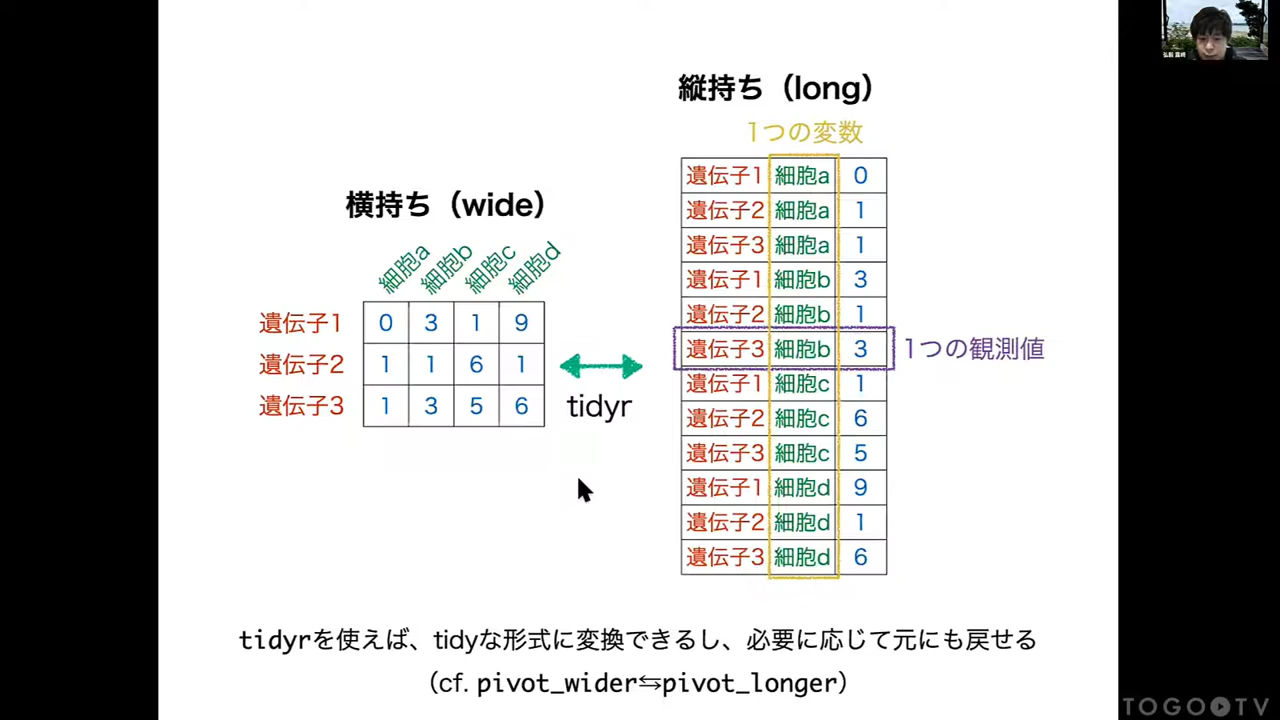 縦持ち（long）
1つの変数
横持ち（wide）
細胞a 細胞b 細胞c 細胞d
遺伝子1 0 3 1 9
遺伝子2 1 1 6 1
遺伝子3 1 3 5 6
tidyr
遺伝子1 細胞a 0
遺伝子2 細胞a 1
遺伝子3 細胞a 1
遺伝子1 細胞b 3
遺伝子2 細胞b 1
遺伝子3 細胞b 3
1つの観測値
遺伝子1 細胞c 1
遺伝子2 細胞c 6
遺伝子3 細胞c 5
遺伝子1 細胞d 9
遺伝子2 細胞d 1
遺伝子3 細胞d 6
tidyrを使えば、tidyな形式に変換できるし、必要に応じて元にも戻せる
（cf. pivot_wider⇆pivot_longer）
TOGO TV